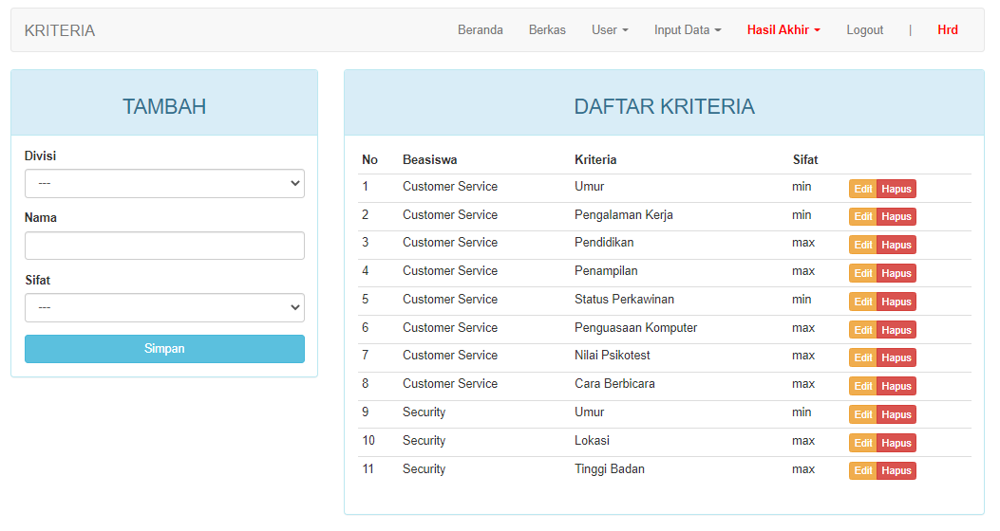 KRITERIA Beranda Berkas User Input Data Hasil Akhir Logout | Hrd
TAMBAH
Divisi
---
Nama
Sifat
---
Simpan
DAFTAR KRITERIA
No Beasiswa Kriteria Sifat
1 Customer Service Umur min Edit Hapus
2 Customer Service Pengalaman Kerja min Edit Hapus
3 Customer Service Pendidikan max Edit Hapus
4 Customer Service Penampilan max Edit Hapus
5 Customer Service Status Perkawinan min Edit Hapus
6 Customer Service Penguasaan Komputer max Edit Hapus
7 Customer Service Nilai Psikotest max Edit Hapus
8 Customer Service Cara Berbicara max Edit Hapus
9 Security Umur min Edit Hapus
10 Security Lokasi max Edit Hapus
11 Security Tinggi Badan max Edit Hapus